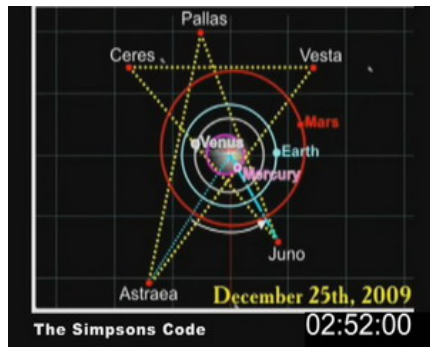 Pallas
Ceres
Vesta
Mars
Venus
Earth
Mercury
Juno
Astraea
December 25th, 2009
The Simpsons Code
02:52:00